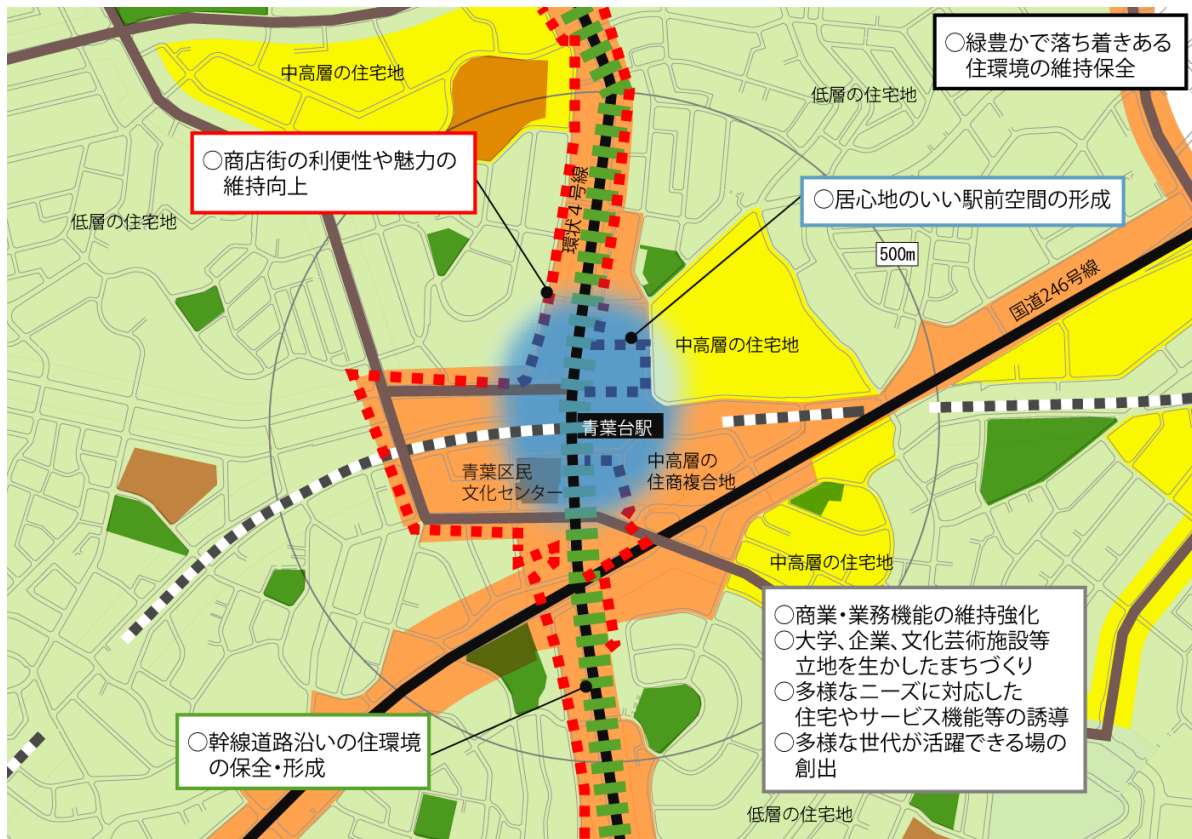 ○緑豊かで落ち着きある
住環境の維持保全
中高層の住宅地
低層の住宅地
○商店街の利便性や魅力の
維持向上
環状4号線
○居心地のいい駅前空間の形成
低層の住宅地
500m
国道246号線
中高層の住宅地
青葉台駅
中高層の
住商複合地
青葉区民
文化センター
中高層の住宅地
○商業・業務機能の維持強化
○大学、企業、文化芸術施設等
立地を生かしたまちづくり
○多様なニーズに対応した
住宅やサービス機能等の誘導
○多様な世代が活躍できる場の
創出
○幹線道路沿いの住環境
の保全・形成
低層の住宅地